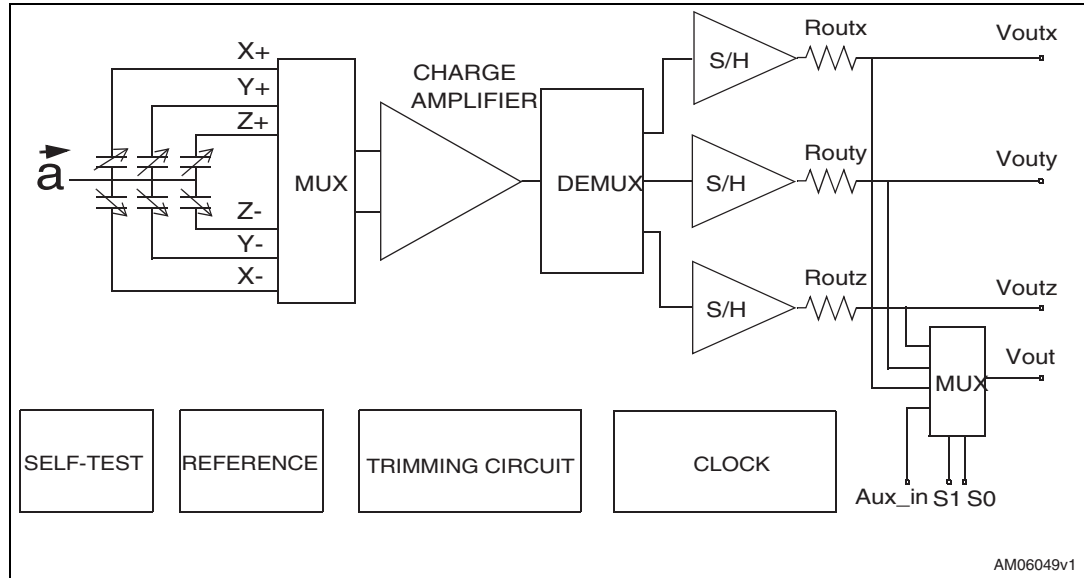 X+
Y+
Z+
a
Z-
Y-
X-
MUX
CHARGE
AMPLIFIER
DEMUX
S/H
Routx
Voutx
S/H
Routy
Vouty
S/H
Routz
Voutz
Vout
MUX
Aux_in S1 S0
SELF-TEST
REFERENCE
TRIMMING CIRCUIT
CLOCK
AM06049v1